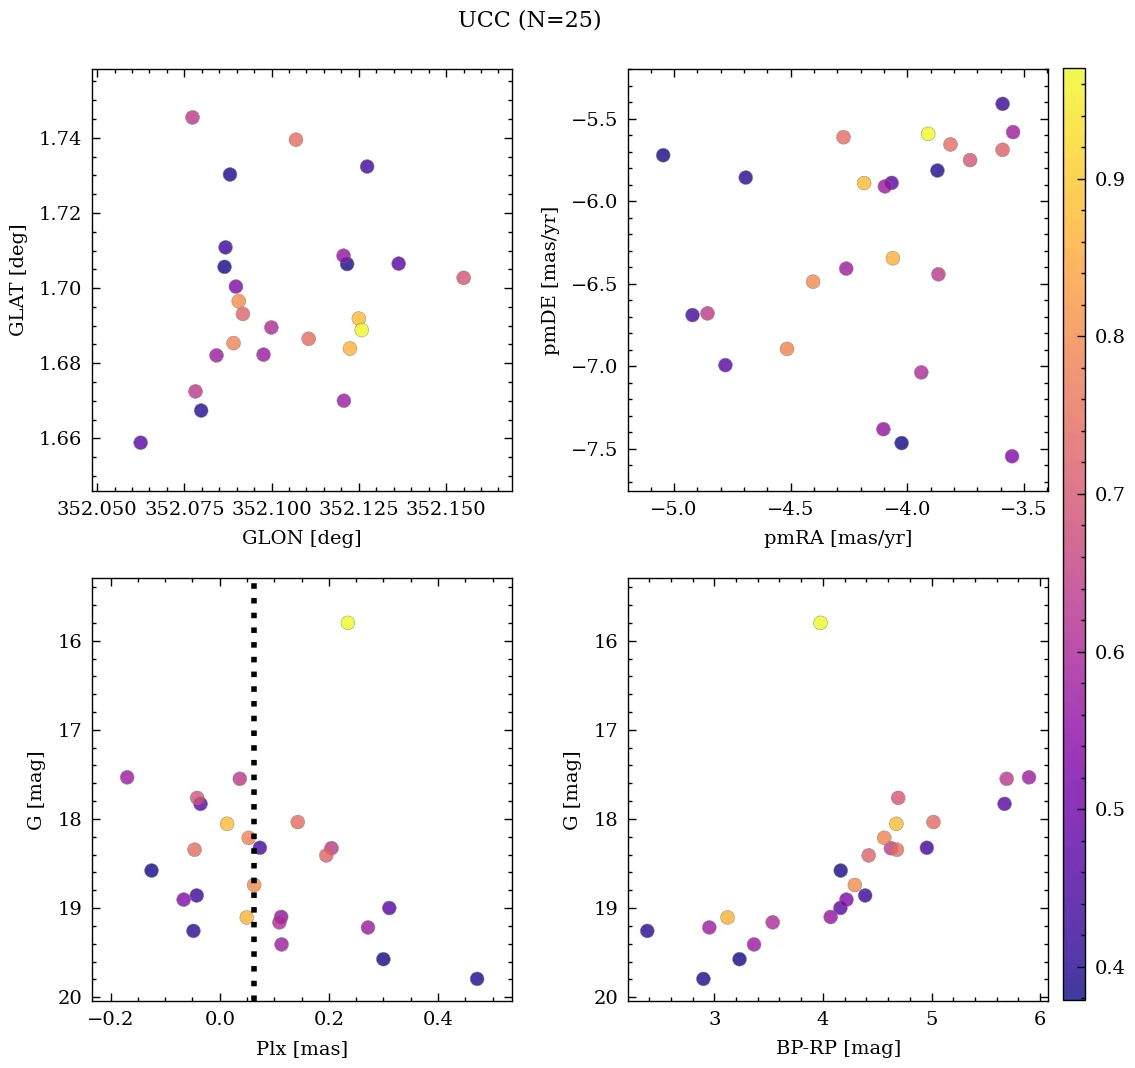 UCC (N=25)
1.74
1.72
1.70
1.68
1.66
GLAT [deg]
352.050 352.075 352.100 352.125 352.150
GLON [deg]
−5.5
−6.0
−6.5
−7.0
−7.5
pmDE [mas/yr]
−5.0 −4.5 −4.0 −3.5
pmRA [mas/yr]
16
17
18
19
20
G [mag]
−0.2 0.0 0.2 0.4
Plx [mas]
16
17
18
19
20
G [mag]
3 4 5 6
BP-RP [mag]
0.9
0.8
0.7
0.6
0.5
0.4